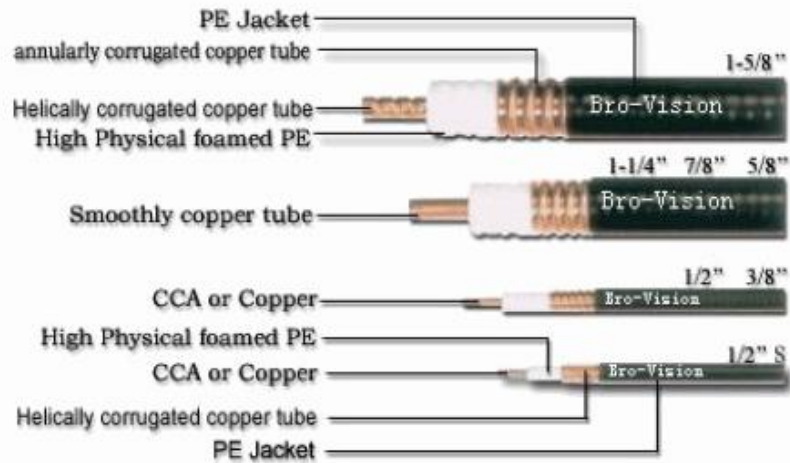 PE Jacket
annularly corrugated copper tube
1-5/8”
Helically corrugated copper tube
Bro-Vision
High Physical foamed PE
1-1/4” 7/8” 5/8”
Smoothly copper tube
Bro-Vision
1/2” 3/8”
CCA or Copper
Bro-Vision
High Physical foamed PE
1/2” S
CCA or Copper
Bro-Vision
Helically corrugated copper tube
PE Jacket